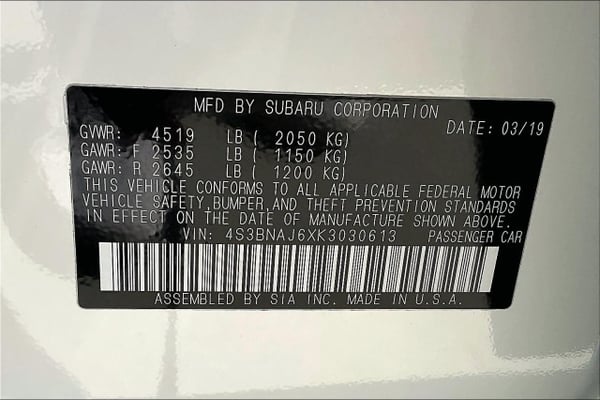 MFD BY SUBARU CORPORATION
DATE: 03/19
GVWR: 4519 LB ( 2050 KG)
GAWR: F 2535 LB ( 1150 KG)
GAWR: R 2645 LB ( 1200 KG)
THIS VEHICLE CONFORMS TO ALL APPLICABLE FEDERAL MOTOR
VEHICLE SAFETY,BUMPER,AND THEFT PREVENTION STANDARDS
IN EFFECT ON THE DATE OF MANUFACTURE SHOWN ABOVE.
VIN: 4S3BNAJ6XK3030613 PASSENGER CAR
ASSEMBLED BY SIA INC. MADE IN U.S.A.